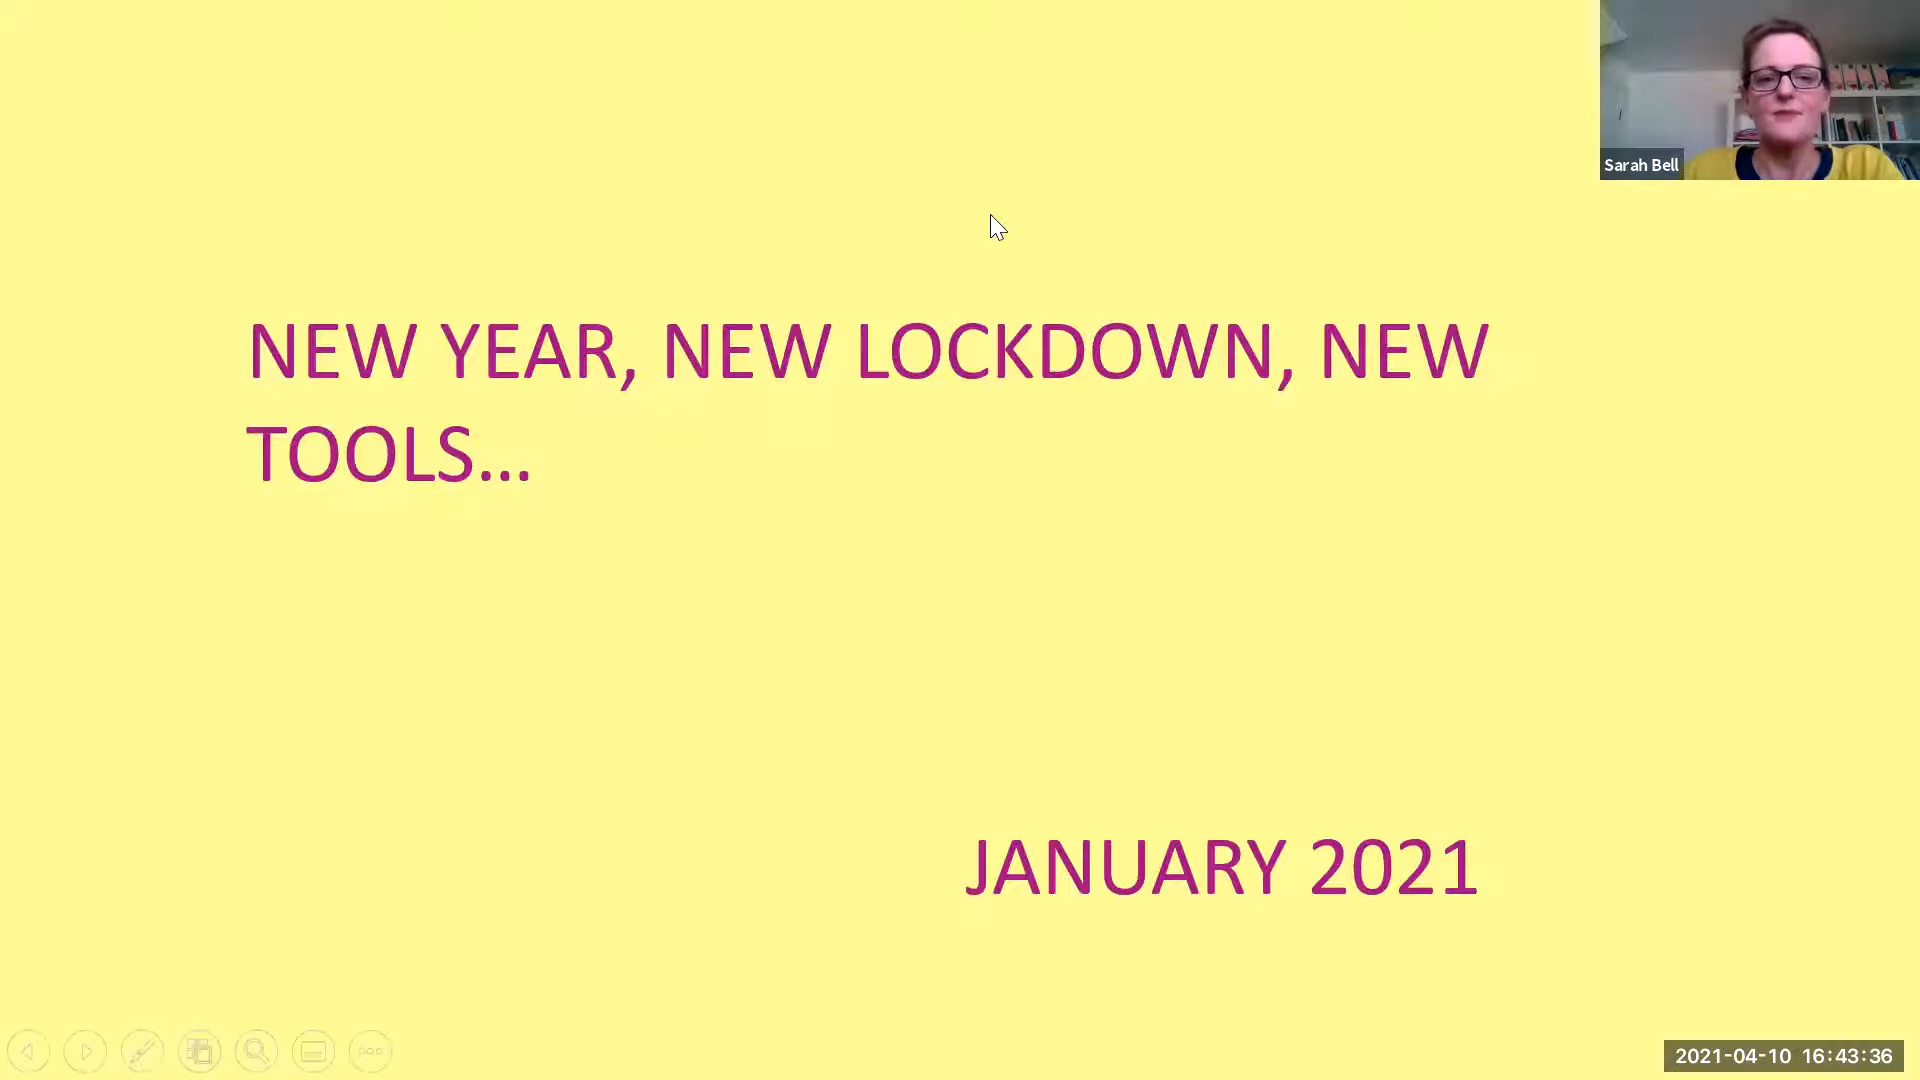 Sarah Bell
NEW YEAR, NEW LOCKDOWN, NEW
TOOLS...
JANUARY 2021
2021-04-10 16:43:36